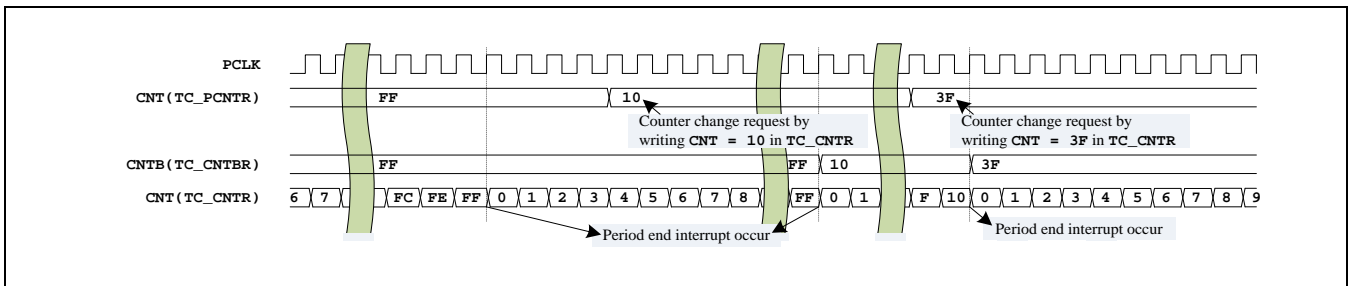 PCLK
CNT(TC_PCNTR) FF 10 3F
Counter change request by
writing CNT = 10 in TC_CNTR
Counter change request by
writing CNT = 3F in TC_CNTR
CNTB(TC_CNTBR) FF FF 10 3F
CNT(TC_CNTR) 6 7 FC FE FF 0 1 2 3 4 5 6 7 8 FF 0 1 F 10 0 1 2 3 4 5 6 7 8 9
Period end interrupt occur
Period end interrupt occur